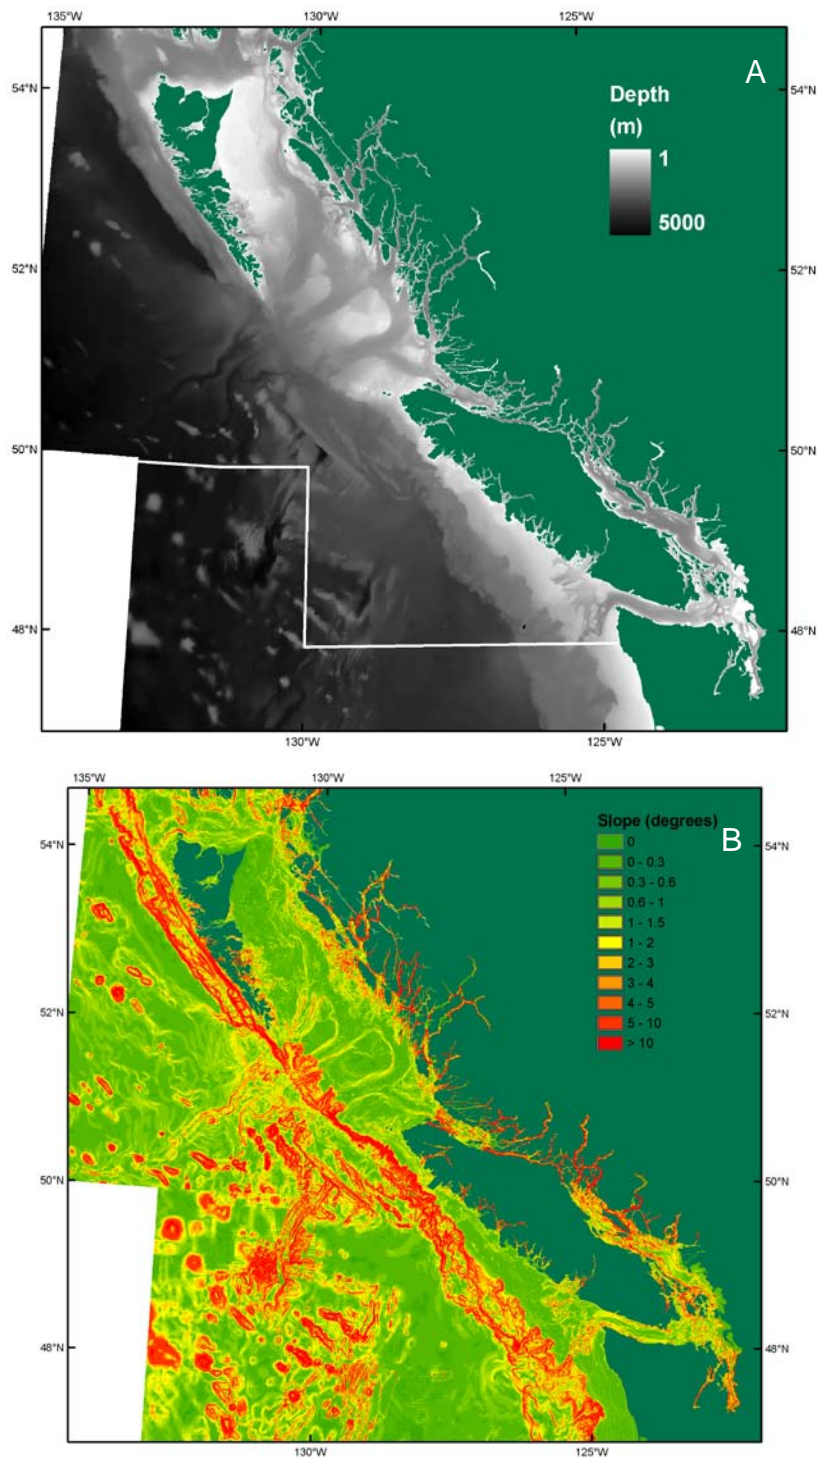 135°W 130°W 125°W
A
54°N 54°N
Depth
(m)
1
5000
52°N 52°N
50°N 50°N
48°N 48°N
130°W 125°W
135°W 130°W 125°W
B
Slope (degrees)
54°N 54°N
0
0 - 0.3
0.3 - 0.6
0.6 - 1
1 - 1.5
1 - 2
2 - 3
3 - 4
4 - 5
5 - 10
> 10
52°N 52°N
50°N 50°N
48°N 48°N
130°W 125°W